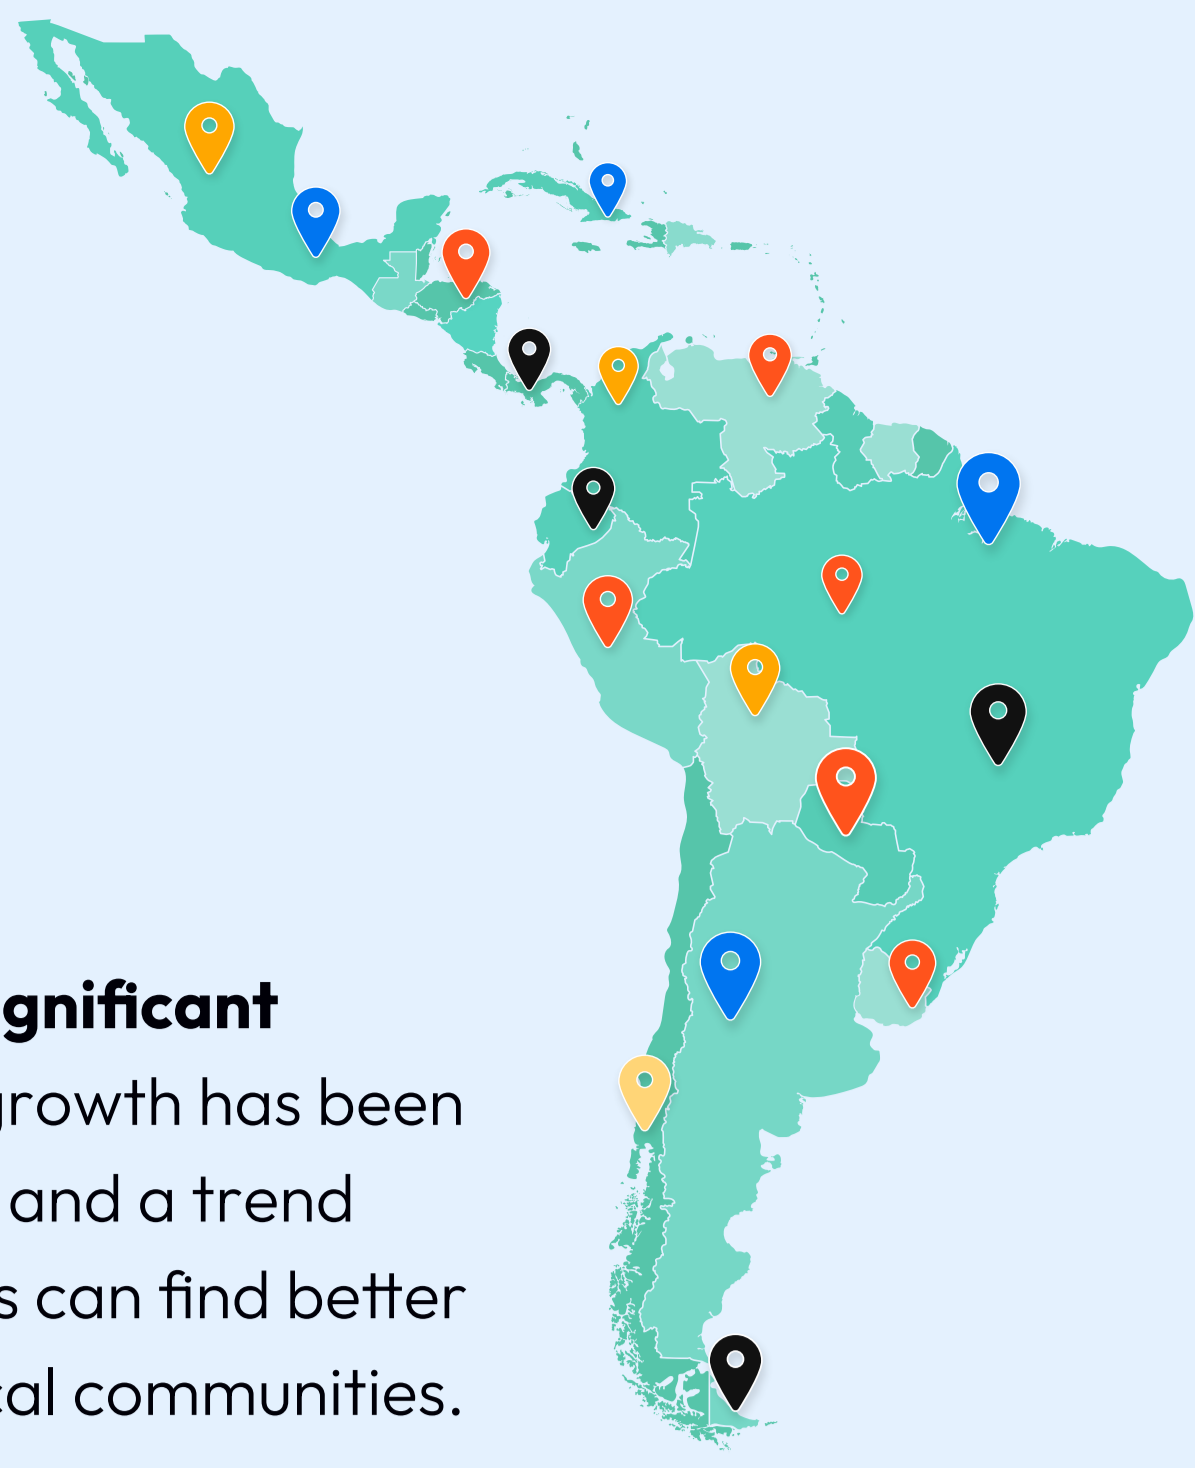 gnificant
growth has been
and a trend
s can find better
cal communities.